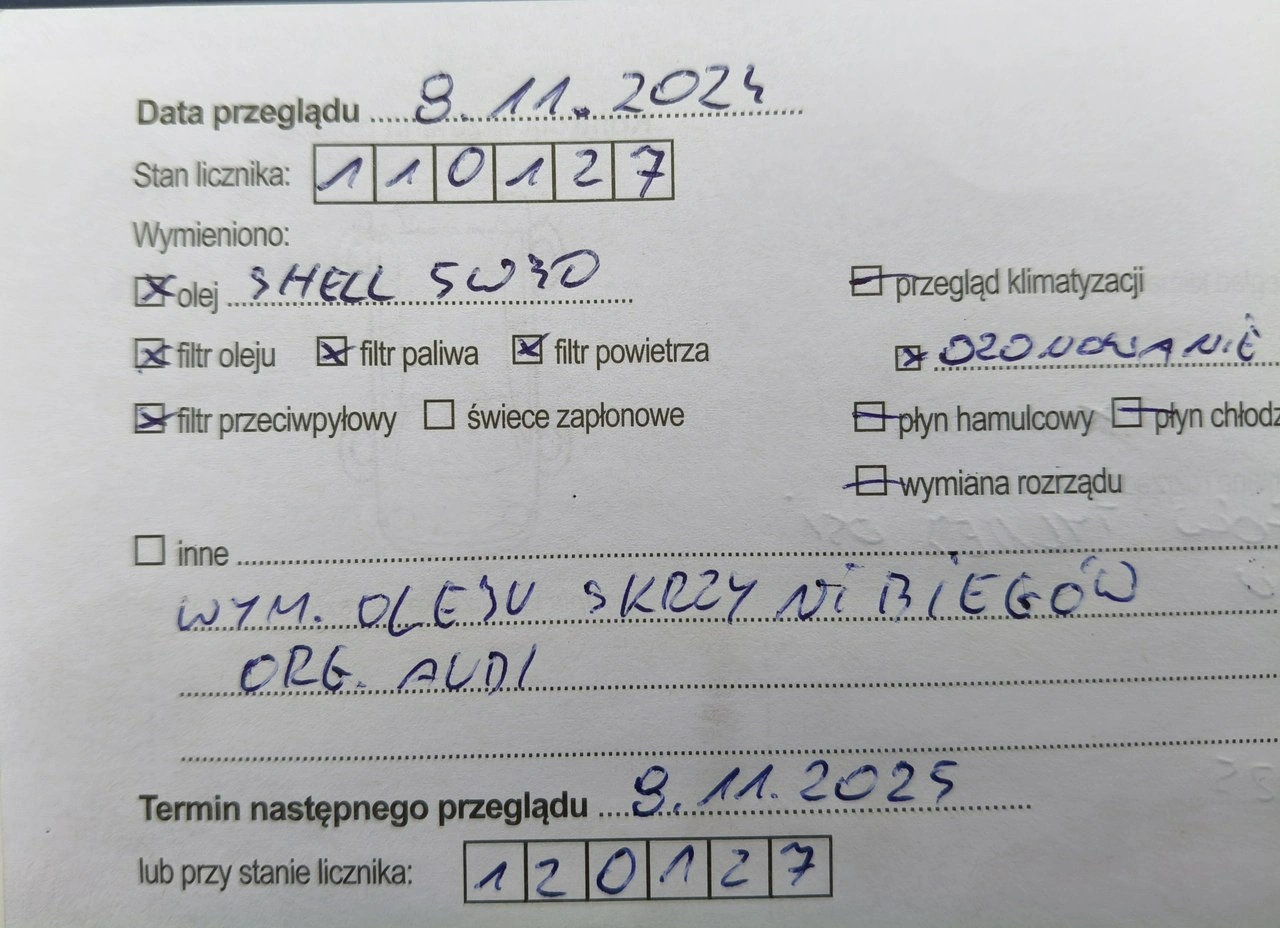 Data przeglądu 8.11.2024
Stan licznika: 110127
Wymieniono:
olej SHELL 5W30
przegląd klimatyzacji
filtr oleju filtr paliwa filtr powietrza
OZONOWANIE
filtr przeciwpyłowy świece zapłonowe
płyn hamulcowy płyn chłodz
wymiana rozrządu
inne
WYM. OLEJU SKRZYNI BIEGÓW
ORG. AUDI
Termin następnego przeglądu 8.11.2025
lub przy stanie licznika: 120127